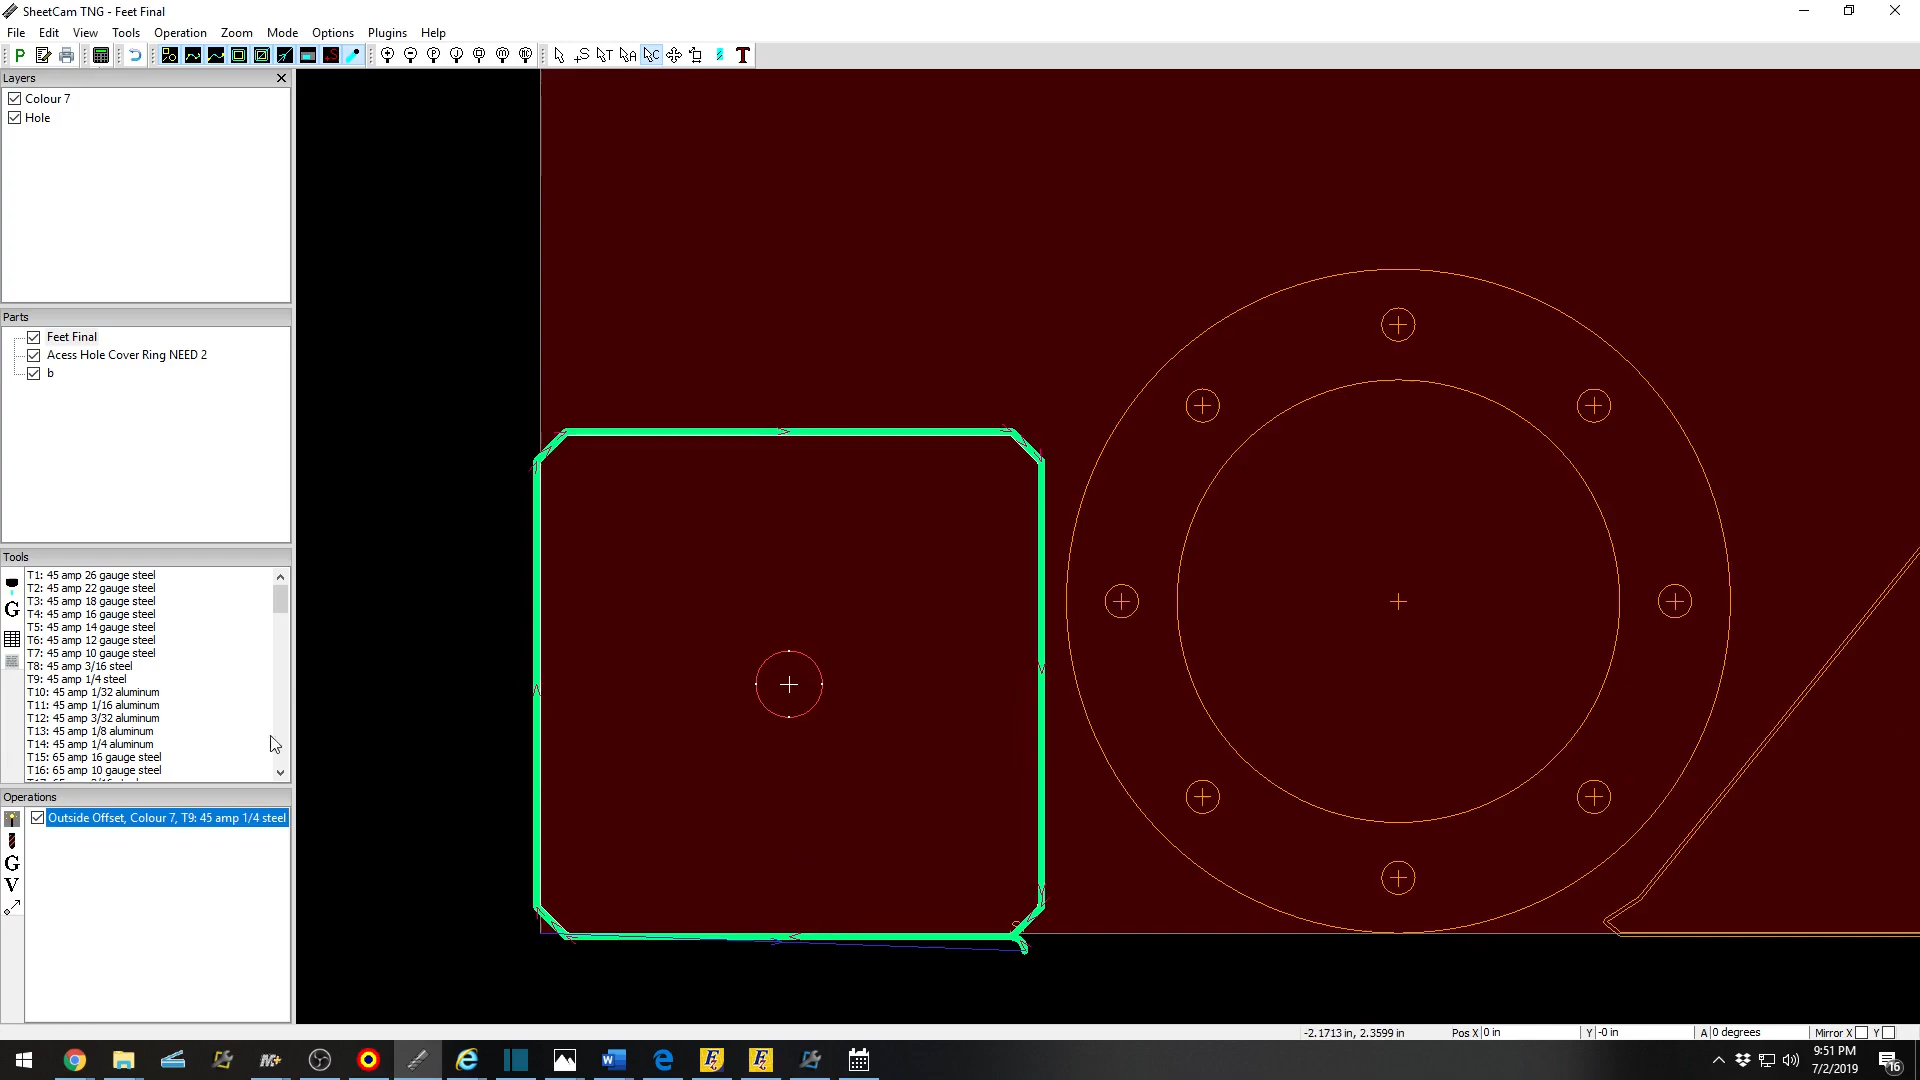 SheetCam TNG - Feet Final
File Edit View Tools Operation Zoom Mode Options Plugins Help
Layers
Colour 7
Hole
Parts
Feet Final
Acess Hole Cover Ring NEED 2
b
Tools
T1: 45 amp 26 gauge steel
T2: 45 amp 22 gauge steel
T3: 45 amp 18 gauge steel
T4: 45 amp 16 gauge steel
T5: 45 amp 14 gauge steel
T6: 45 amp 12 gauge steel
T7: 45 amp 10 gauge steel
T8: 45 amp 3/16 steel
T9: 45 amp 1/4 steel
T10: 45 amp 1/32 aluminum
T11: 45 amp 1/16 aluminum
T12: 45 amp 3/32 aluminum
T13: 45 amp 1/8 aluminum
T14: 45 amp 1/4 aluminum
T15: 65 amp 16 gauge steel
T16: 65 amp 10 gauge steel
Operations
Outside Offset, Colour 7, T9: 45 amp 1/4 steel
-2.1713 in, 2.3599 in Pos X 0 in Y -0 in A 0 degrees Mirror X Y
9:51 PM
7/2/2019
16